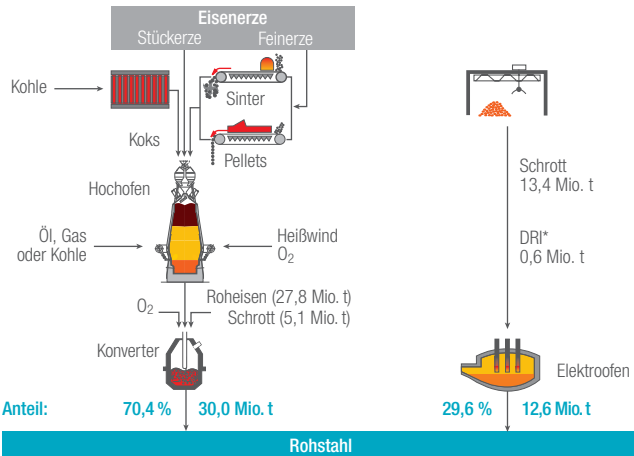 Eisenerze
Stückerze Feinerze
Kohle
Sinter
Koks
Pellets
Hochofen
Öl, Gas
oder Kohle
Heißwind
O₂
O₂
Roheisen (27,8 Mio. t)
Schrott (5,1 Mio. t)
Konverter
Schrott
13,4 Mio. t
DRI*
0,6 Mio. t
Elektroofen
Anteil: 70,4 % 30,0 Mio. t 29,6 % 12,6 Mio. t
Rohstahl